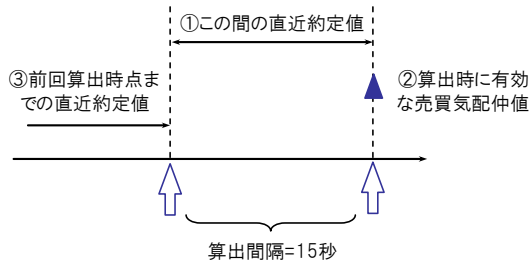 ①この間の直近約定値
③前回算出時点ま
での直近約定値
②算出時に有効
な売買気配仲値
算出間隔=15秒